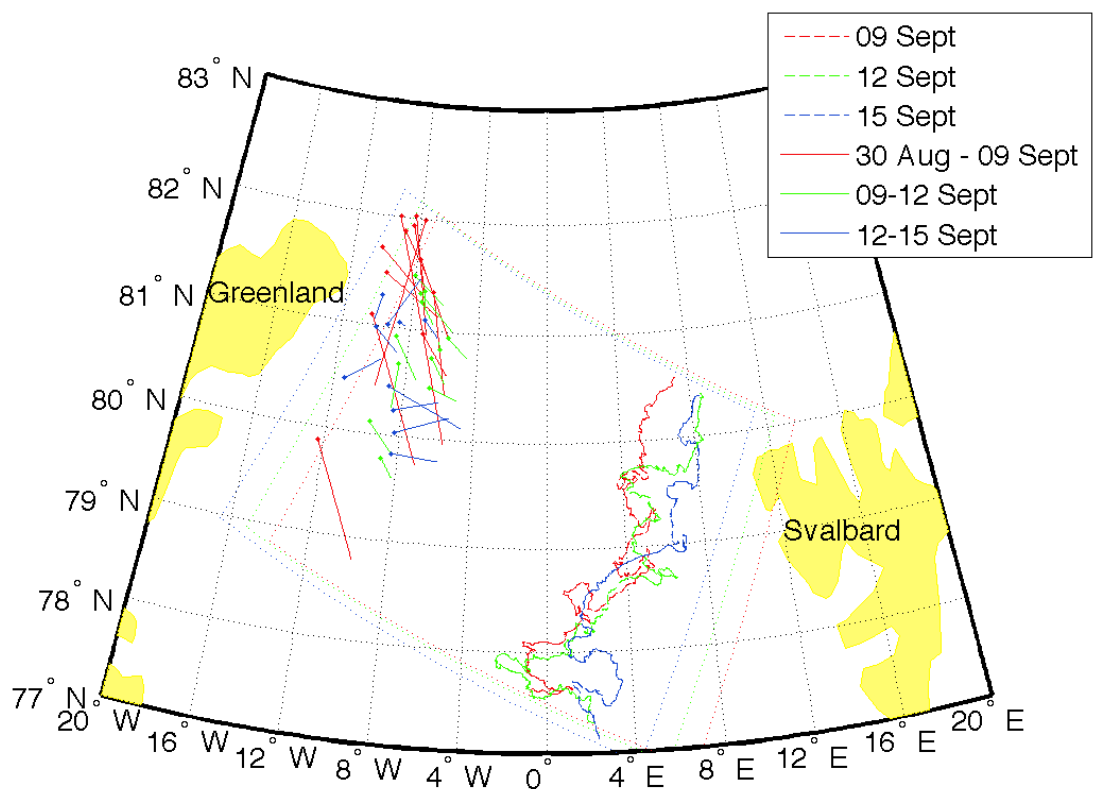 09 Sept
12 Sept
15 Sept
30 Aug - 09 Sept
09-12 Sept
12-15 Sept
83° N
82° N
81° N
80° N
79° N
78° N
77° N
Greenland
Svalbard
20° W
16° W
12° W
8° W
4° W
0°
4° E
8° E
12° E
16° E
20° E